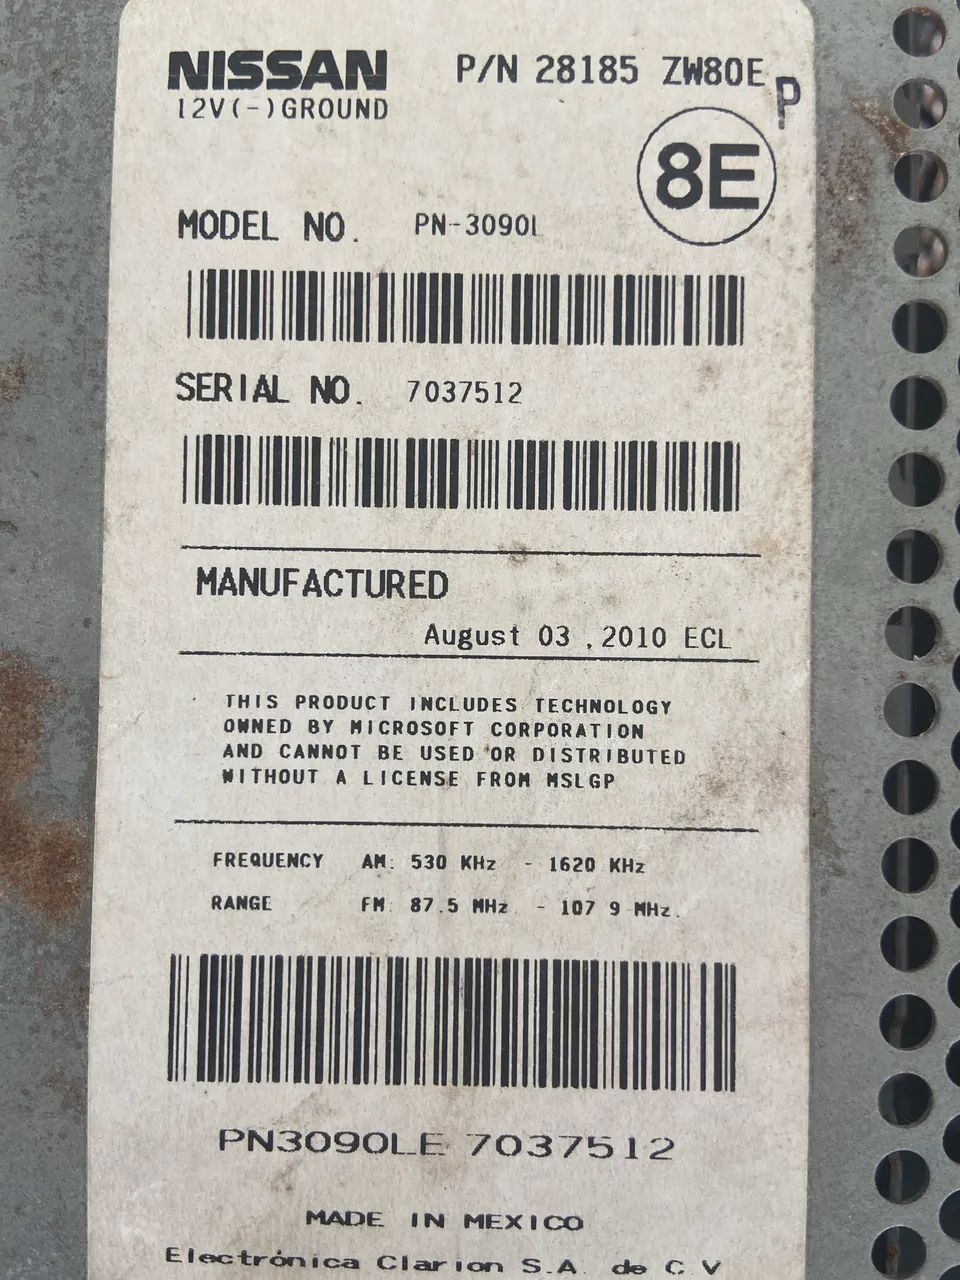 NISSAN P/N 28185 ZW80E P
12V(-)GROUND
8E
MODEL NO. PN-3090L
SERIAL NO. 7037512
MANUFACTURED
August 03 ,2010 ECL
THIS PRODUCT INCLUDES TECHNOLOGY
OWNED BY MICROSOFT CORPORATION
AND CANNOT BE USED OR DISTRIBUTED
WITHOUT A LICENSE FROM MSLGP
FREQUENCY AM: 530 KHz - 1620 KHz
RANGE FM: 87.5 MHz. - 107.9 MHz.
PN3090LE 7037512
MADE IN MEXICO
Electrónica Clarion S.A. de C.V